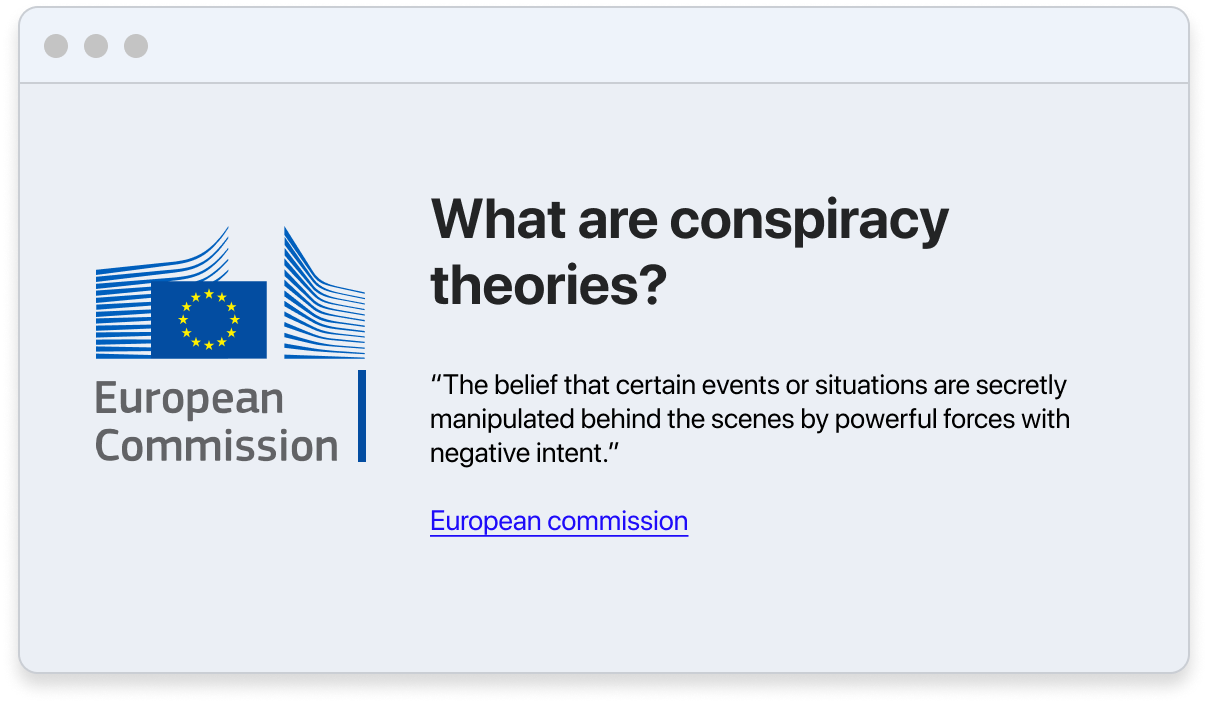 What are conspiracy
theories?
“The belief that certain events or situations are secretly
manipulated behind the scenes by powerful forces with
negative intent.”
European commission
European
Commission